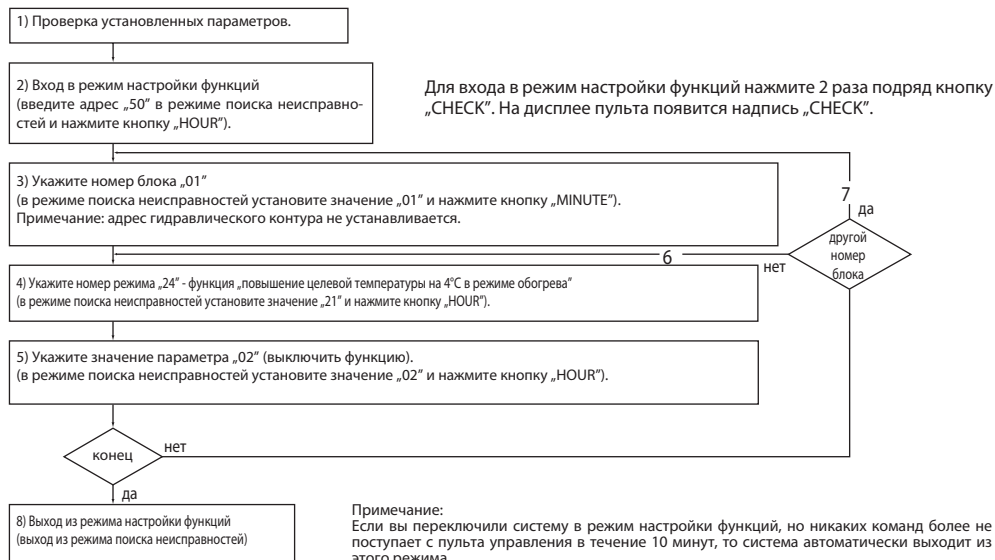 1) Проверка установленных параметров.
2) Вход в режим настройки функций
(введите адрес „50” в режиме поиска неисправно-
стей и нажмите кнопку „HOUR”).
Для входа в режим настройки функций нажмите 2 раза подряд кнопку
„CHECK”. На дисплее пульта появится надпись „CHECK”.
3) Укажите номер блока „01”
(в режиме поиска неисправностей установите значение „01” и нажмите кнопку „MINUTE”).
Примечание: адрес гидравлического контура не устанавливается.
7
да
другой
номер
блока
6
нет
4) Укажите номер режима „24” - функция „повышение целевой температуры на 4°C в режиме обогрева”
(в режиме поиска неисправностей установите значение „21” и нажмите кнопку „HOUR”).
5) Укажите значение параметра „02” (выключить функцию).
(в режиме поиска неисправностей установите значение „02” и нажмите кнопку „HOUR”).
конец
нет
да
8) Выход из режима настройки функций
(выход из режима поиска неисправностей)
Примечание:
Если вы переключили систему в режим настройки функций, но никаких команд более не
поступает с пульта управления в течение 10 минут, то система автоматически выходит из
этого режима